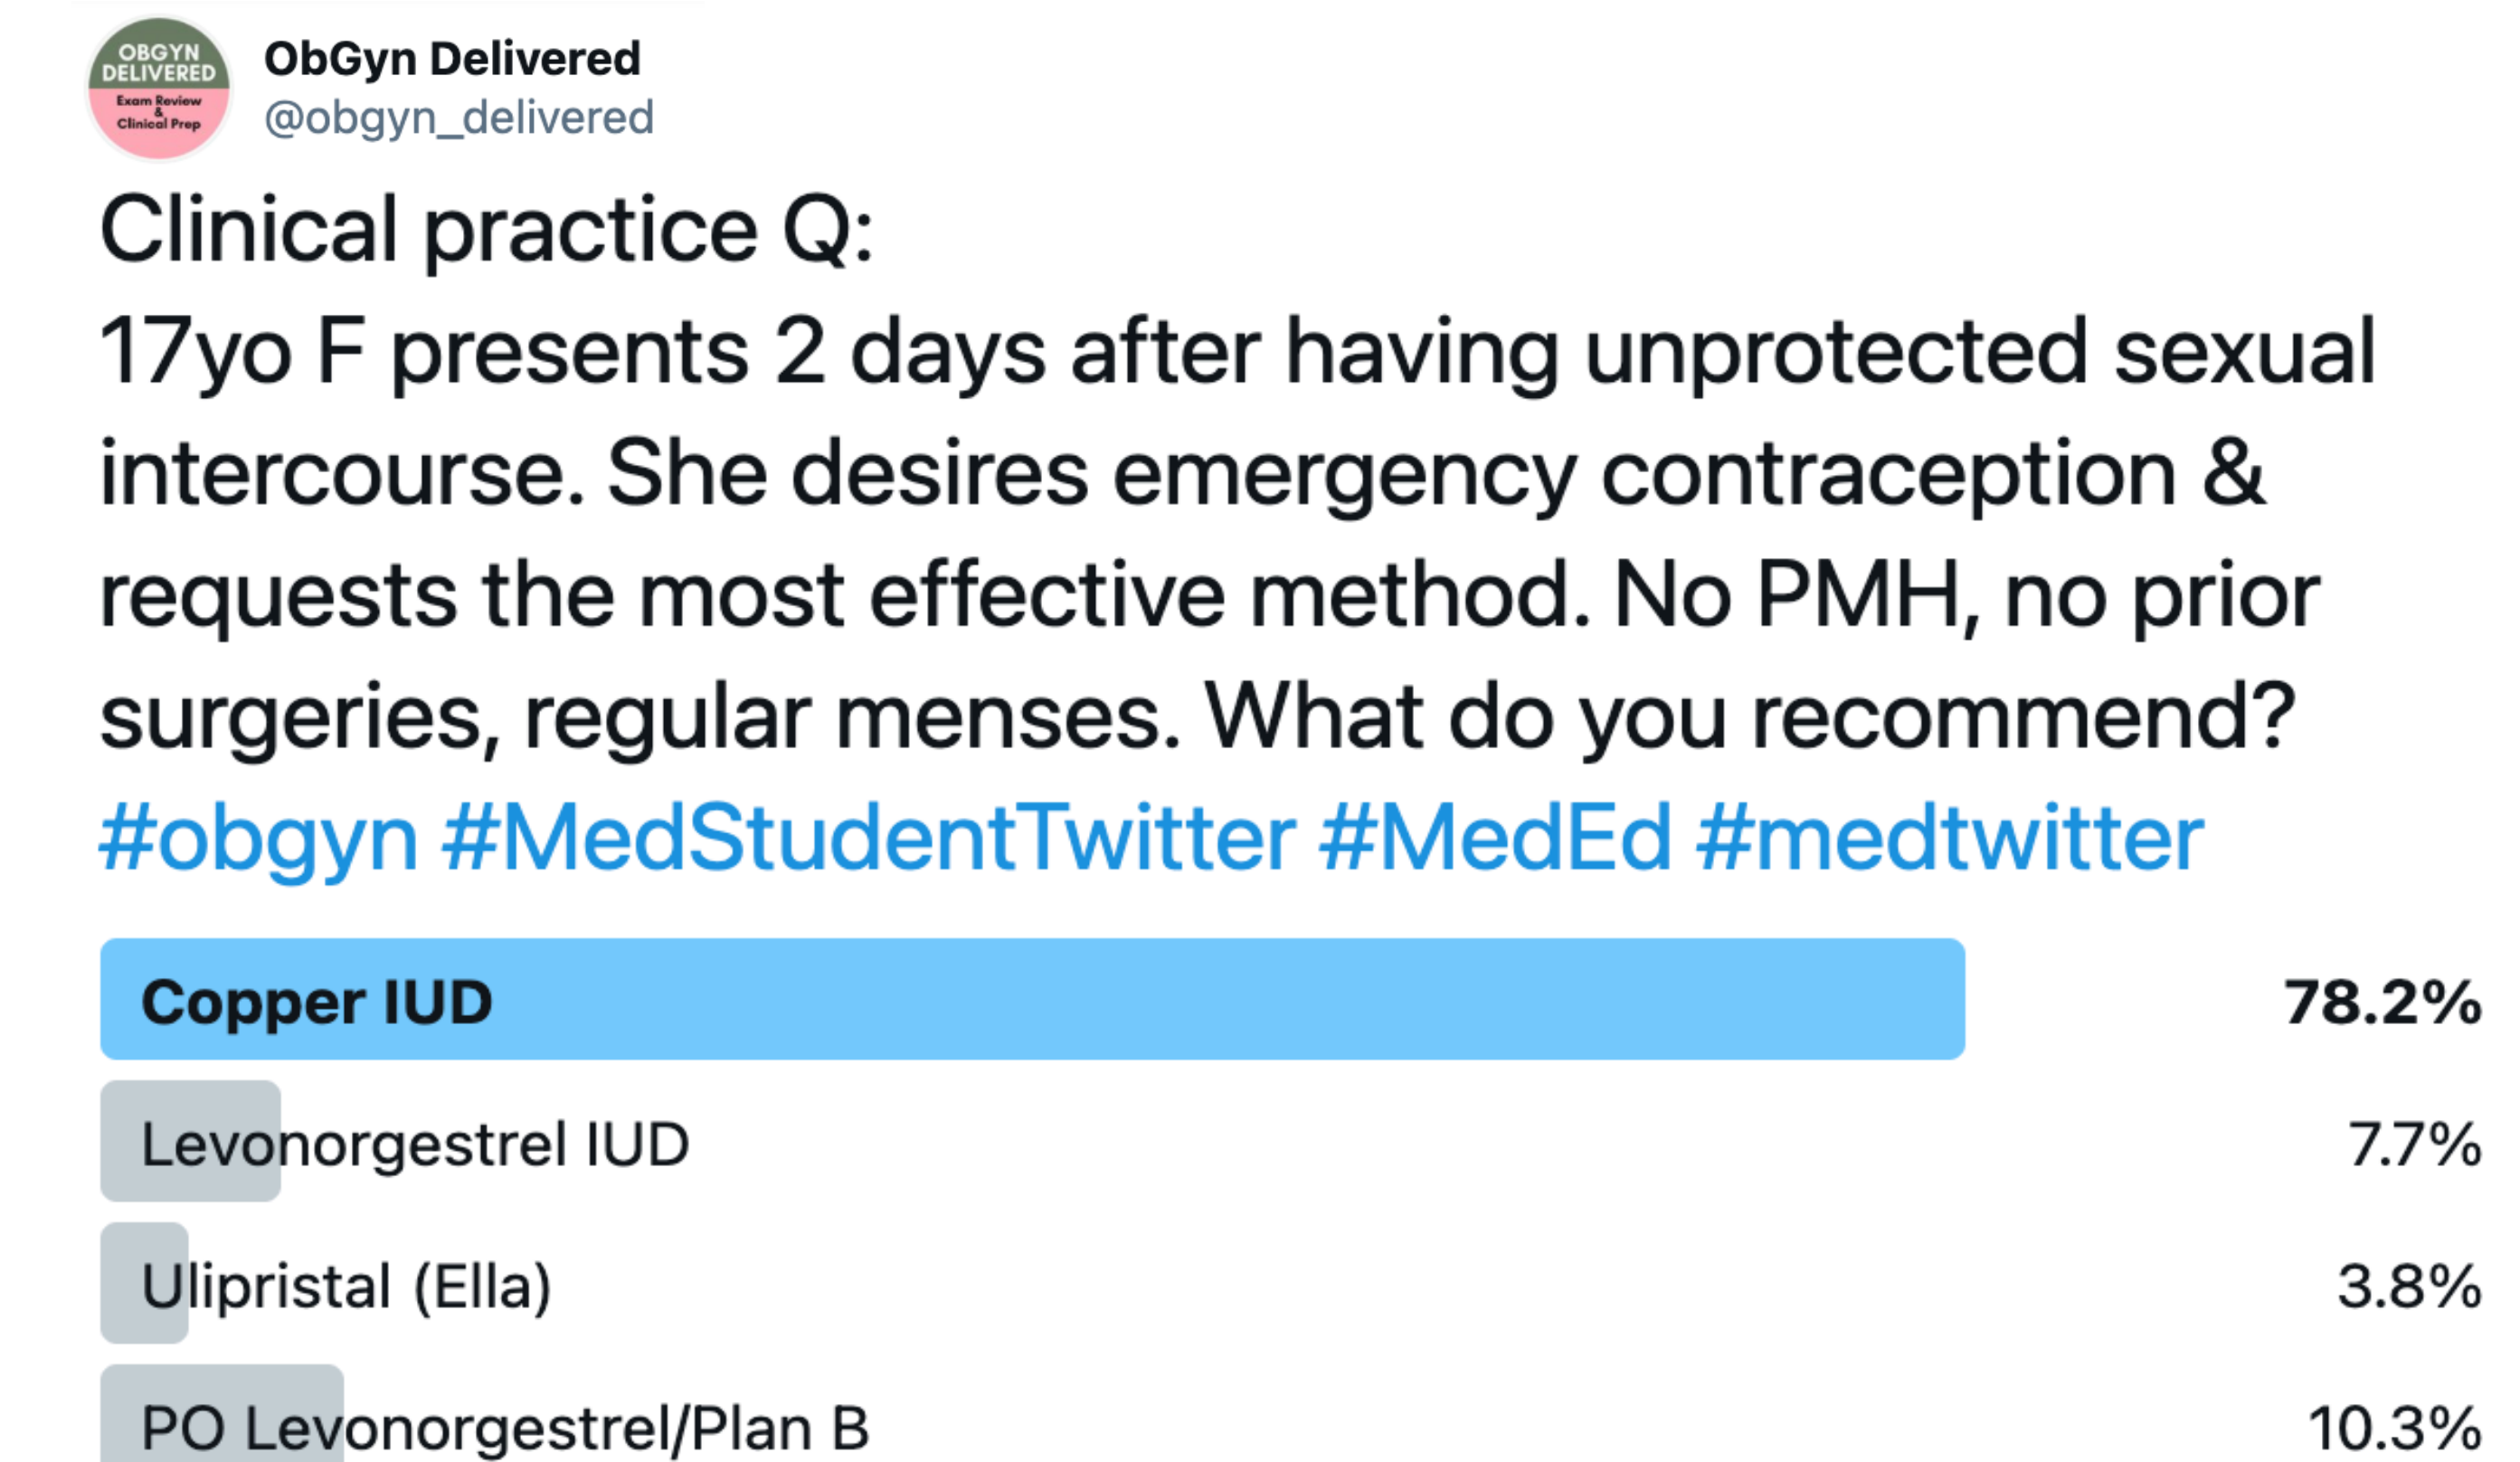 OBGYN
DELIVERED
Exam Review
&
Clinical Prep
ObGyn Delivered
@obgyn_delivered
Clinical practice Q:
17yo F presents 2 days after having unprotected sexual
intercourse. She desires emergency contraception &
requests the most effective method. No PMH, no prior
surgeries, regular menses. What do you recommend?
#obgyn #MedStudentTwitter #MedEd #medtwitter
Copper IUD 78.2%
Levonorgestrel IUD 7.7%
Ulipristal (Ella) 3.8%
PO Levonorgestrel/Plan B 10.3%